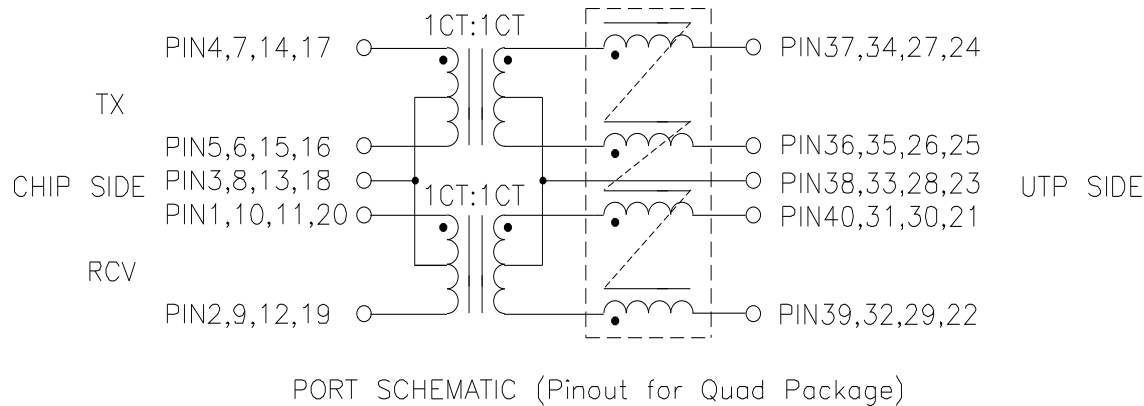 1CT:1CT
PIN4,7,14,17
PIN37,34,27,24
TX
PIN5,6,15,16
PIN36,35,26,25
CHIP SIDE
PIN3,8,13,18
PIN38,33,28,23
UTP SIDE
1CT:1CT
PIN1,10,11,20
PIN40,31,30,21
RCV
PIN2,9,12,19
PIN39,32,29,22
PORT SCHEMATIC (Pinout for Quad Package)